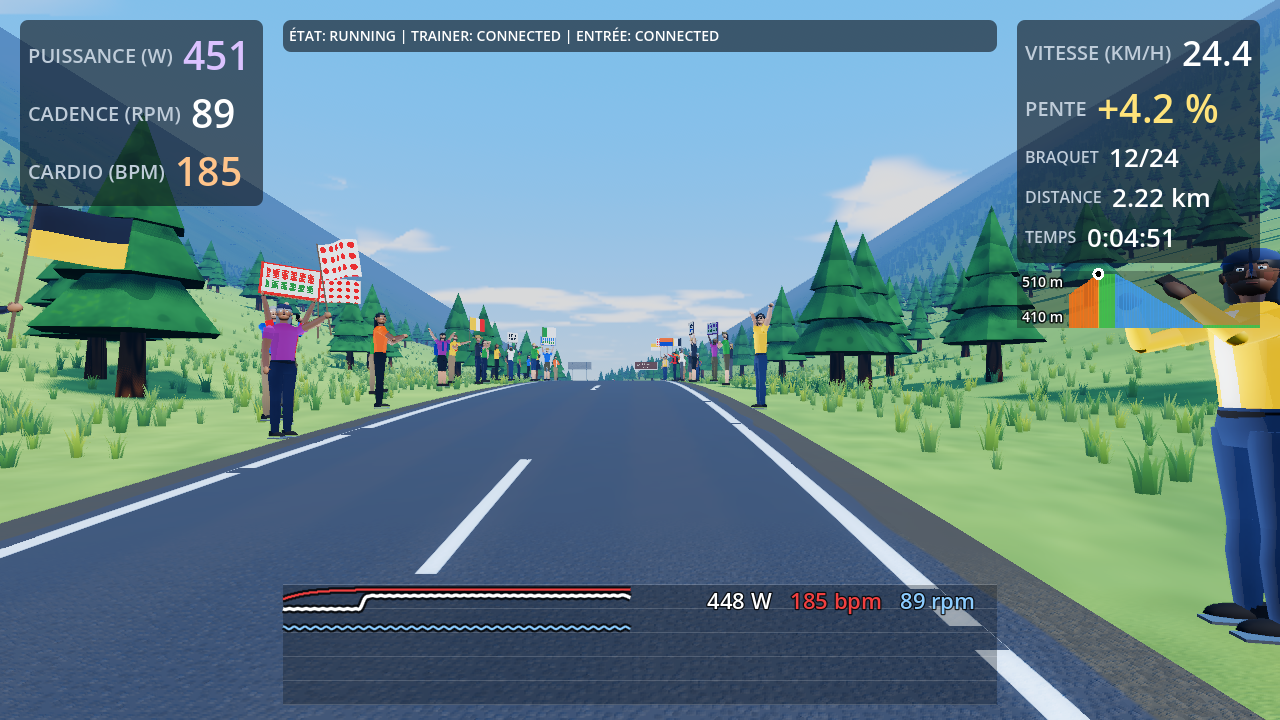 PUISSANCE (W) 451
CADENCE (RPM) 89
CARDIO (BPM) 185
ÉTAT: RUNNING | TRAINER: CONNECTED | ENTRÉE: CONNECTED
VITESSE (KM/H) 24.4
PENTE +4.2 %
BRAQUET 12/24
DISTANCE 2.22 km
TEMPS 0:04:51
510 m
410 m
448 W 185 bpm 89 rpm